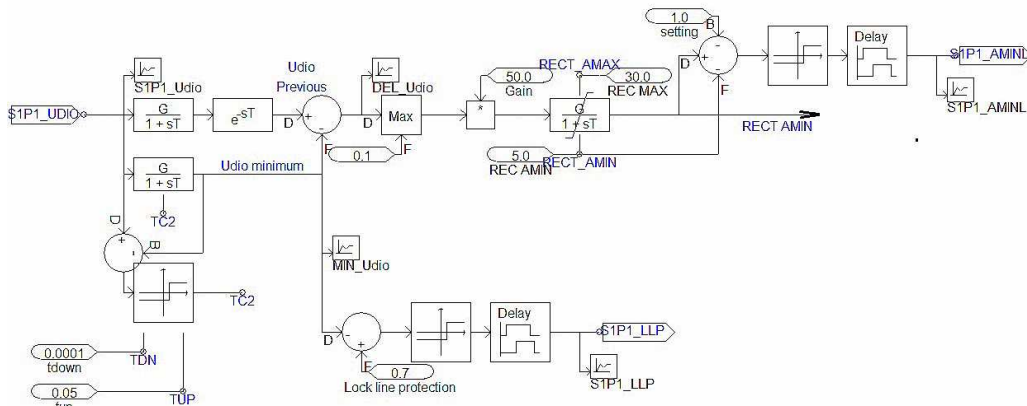 1.0
B
setting
D
F
Delay
S1P1_AMINL
S1P1_AMINL
S1P1_Udio
S1P1_UDIO
G
1 + sT
e-sT
Udio
Previous
D
F
DEL_Udio
D
Max
F
0.1
*
50.0
Gain
RECT_AMAX
30.0
REC MAX
G
1 + sT
5.0
REC AMIN
RECT_AMIN
RECT AMIN
G
1 + sT
Udio minimum
TC2
D
B
TC2
MIN_Udio
0.0001
tdown
TDN
0.05
TUP
D
F
0.7
Lock line protection
Delay
S1P1_LLP
S1P1_LLP